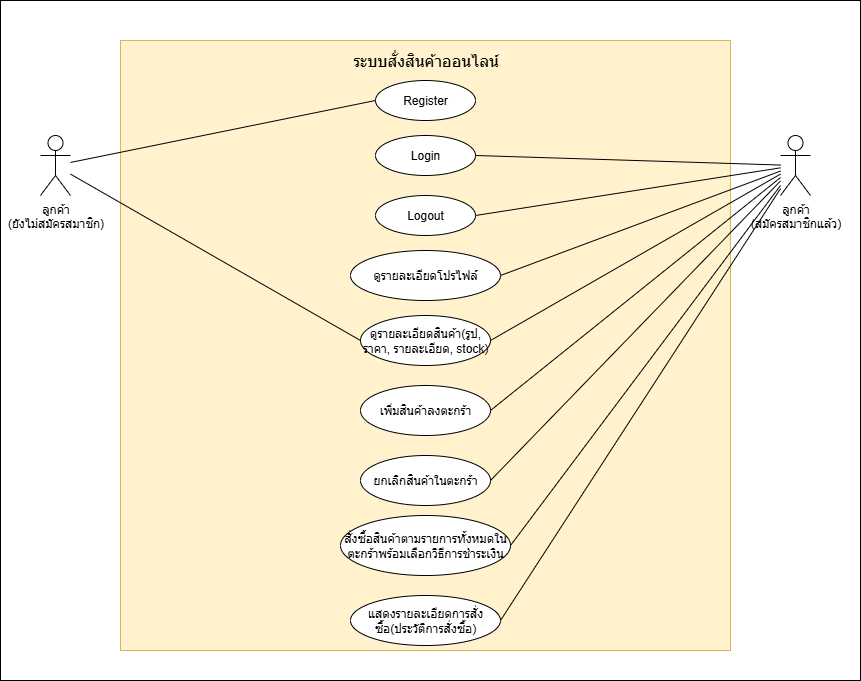 ระบบสั่งสินค้าออนไลน์
Register
Login
Logout
ลูกค้า
(ยังไม่สมัครสมาชิก)
ลูกค้า
(สมัครสมาชิกแล้ว)
ดูรายละเอียดโปรไฟล์
ดูรายละเอียดสินค้า(รูป,
ราคา, รายละเอียด, stock)
เพิ่มสินค้าลงตะกร้า
ยกเลิกสินค้าในตะกร้า
สั่งซื้อสินค้าตามรายการทั้งหมดใน
ตะกร้าพร้อมเลือกวิธีการชำระเงิน
แสดงรายละเอียดการสั่ง
ซื้อ(ประวัติการสั่งซื้อ)